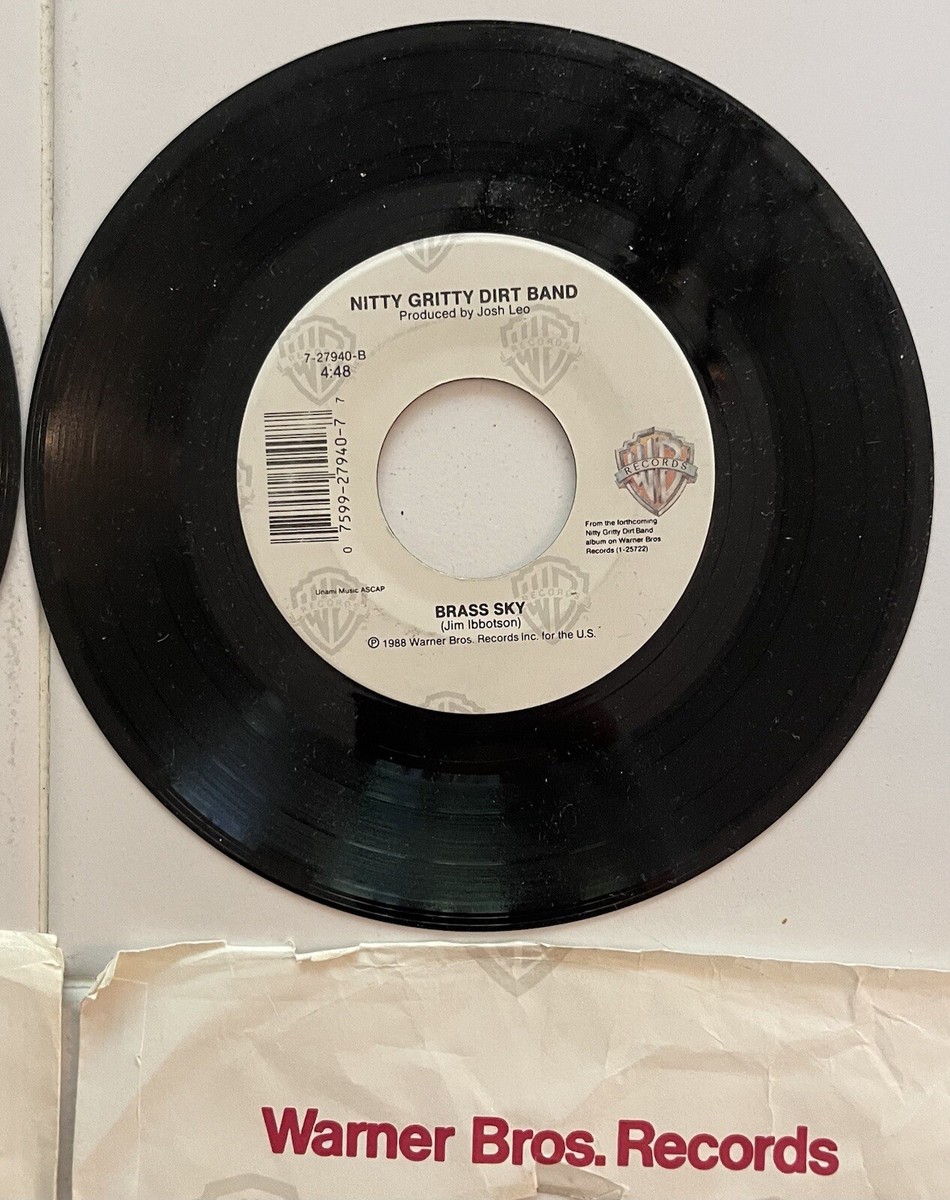 NITTY GRITTY DIRT BAND
Produced by Josh Leo
7-27940-B
4:48
0 7599-27940-7 7
RECORDS
From the forthcoming
Nitty Gritty Dirt Band
album on Warner Bros
Records (1-25722)
Unami Music ASCAP
BRASS SKY
(Jim Ibbotson)
℗ 1988 Warner Bros. Records Inc. for the U.S.
Warner Bros. Records